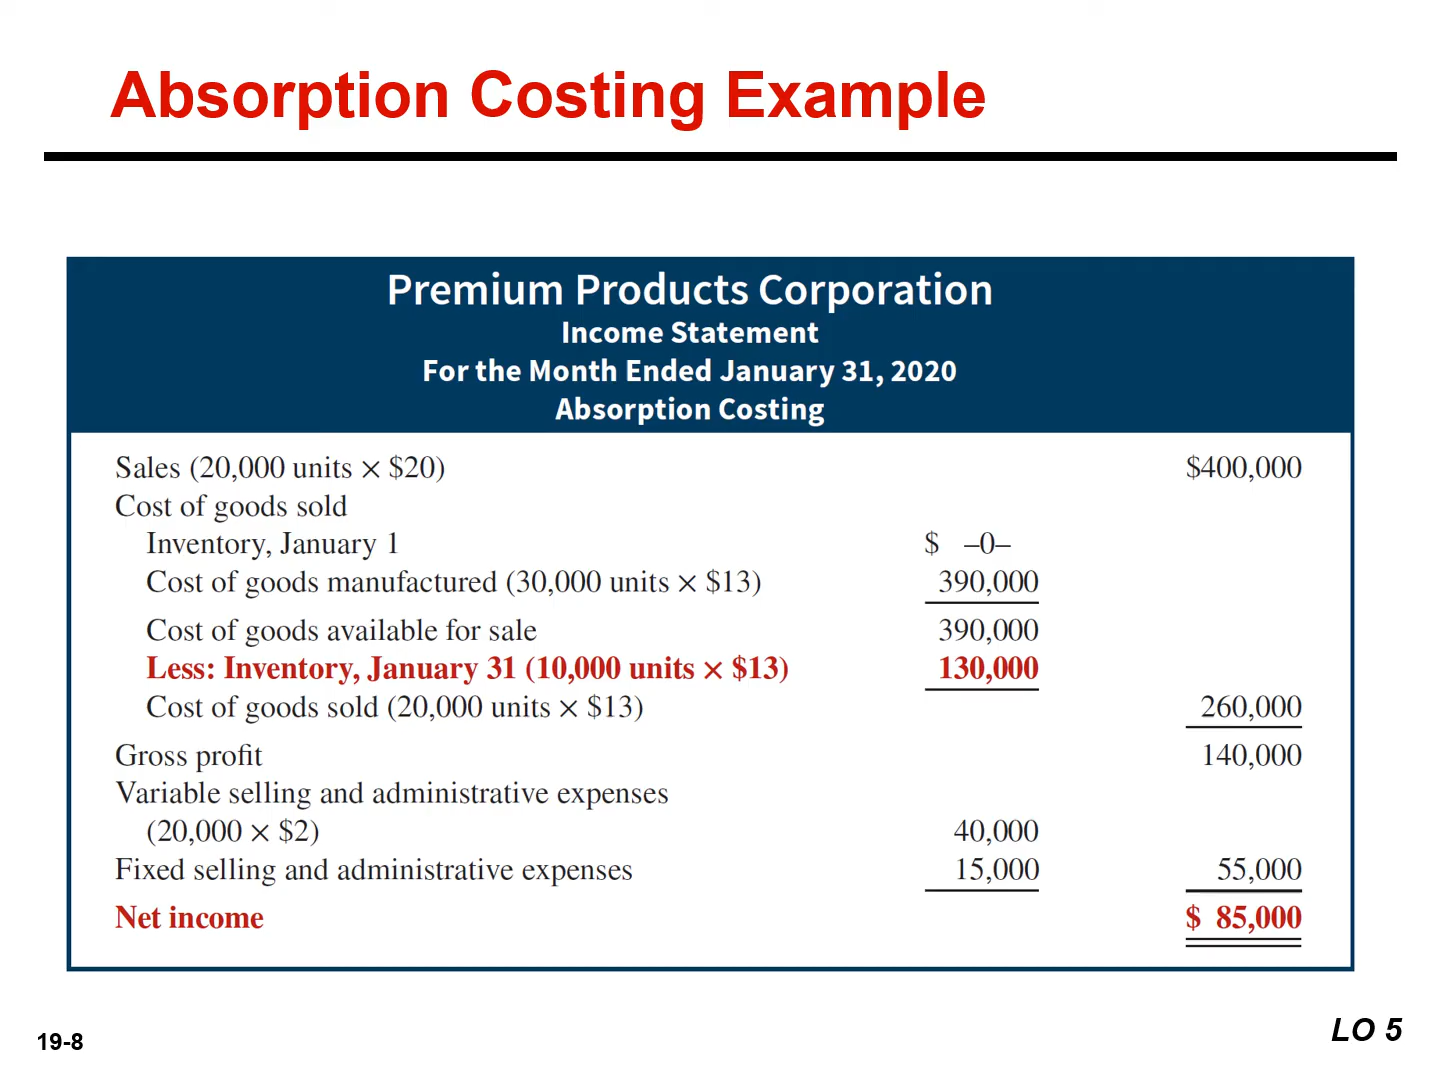 Absorption Costing Example
Premium Products Corporation
Income Statement
For the Month Ended January 31, 2020
Absorption Costing
Sales (20,000 units × $20) $400,000
Cost of goods sold
Inventory, January 1 $ –0–
Cost of goods manufactured (30,000 units × $13) 390,000
Cost of goods available for sale 390,000
Less: Inventory, January 31 (10,000 units × $13) 130,000
Cost of goods sold (20,000 units × $13) 260,000
Gross profit 140,000
Variable selling and administrative expenses
(20,000 × $2) 40,000
Fixed selling and administrative expenses 15,000 55,000
Net income $ 85,000
19-8
LO 5